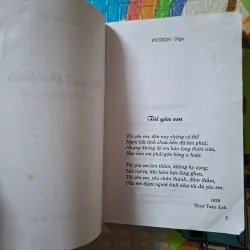 PUSKIN - Nga
Tôi yêu em
Tôi yêu em: đến nay chừng có thể
Ngọn lửa tình chưa hẳn đã tàn phai;
Nhưng không để em bận lòng thêm nữa,
Hay hồn em phải gợn bóng u hoài.
Tôi yêu em âm thầm, không hy vọng,
Lúc rụt rè, khi hậm hực lòng ghen,
Tôi yêu em, yêu chân thành, đằm thắm,
Cầu em được người tình như tôi đã yêu em.
1829
Thuý Toàn dịch
5